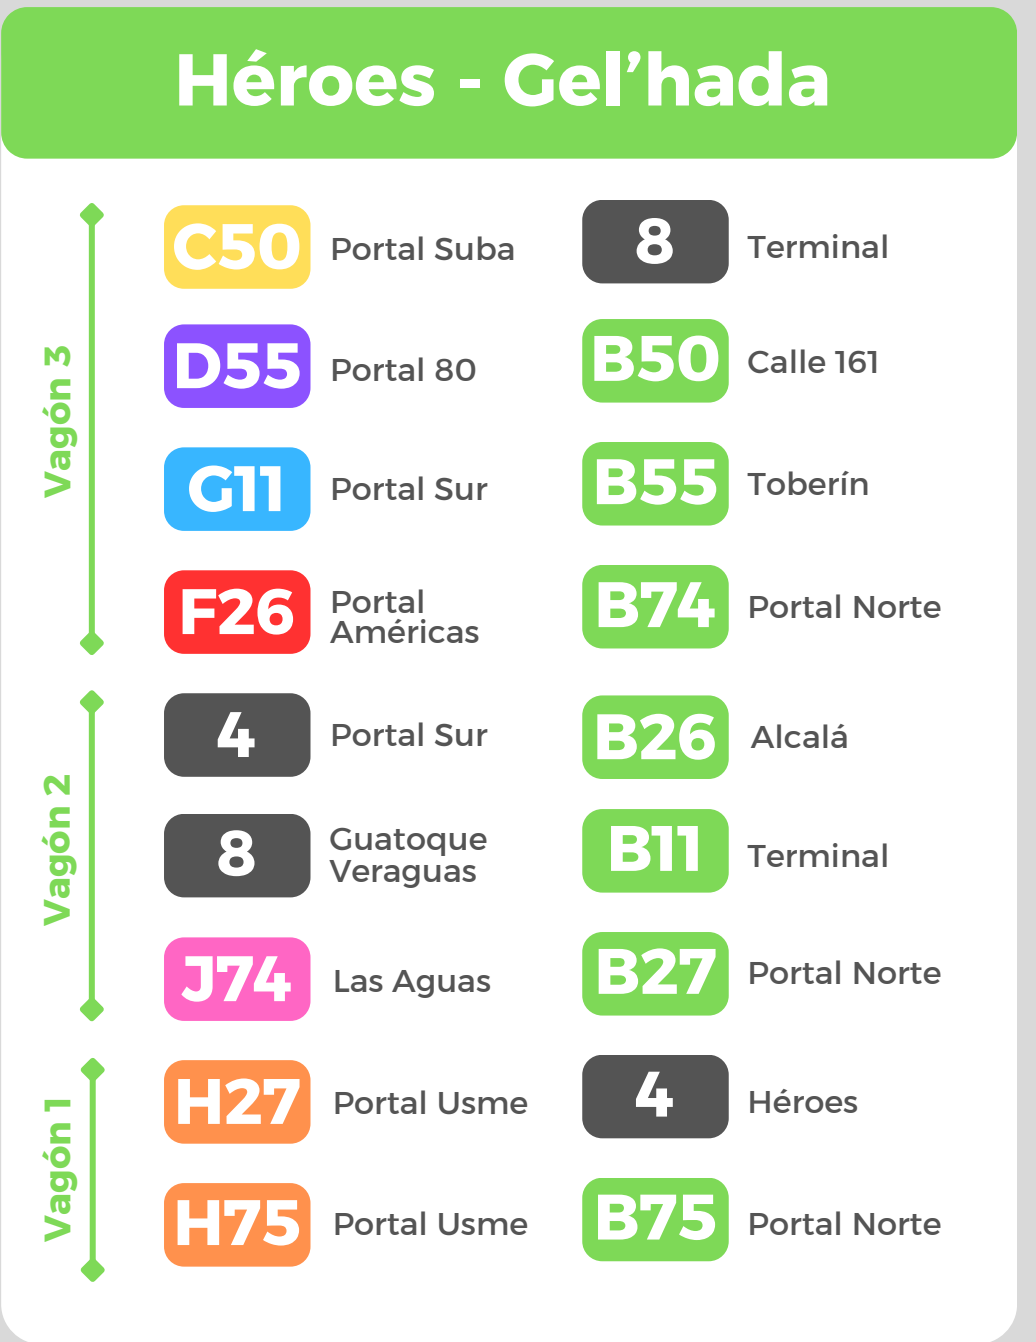 Héroes - Gel’hada
Vagón 3
C50 Portal Suba
8 Terminal
D55 Portal 80
B50 Calle 161
G11 Portal Sur
B55 Toberín
F26 Portal
Américas
B74 Portal Norte
Vagón 2
4 Portal Sur
B26 Alcalá
8 Guatoque
Veraguas
B11 Terminal
J74 Las Aguas
B27 Portal Norte
Vagón 1
H27 Portal Usme
4 Héroes
H75 Portal Usme
B75 Portal Norte